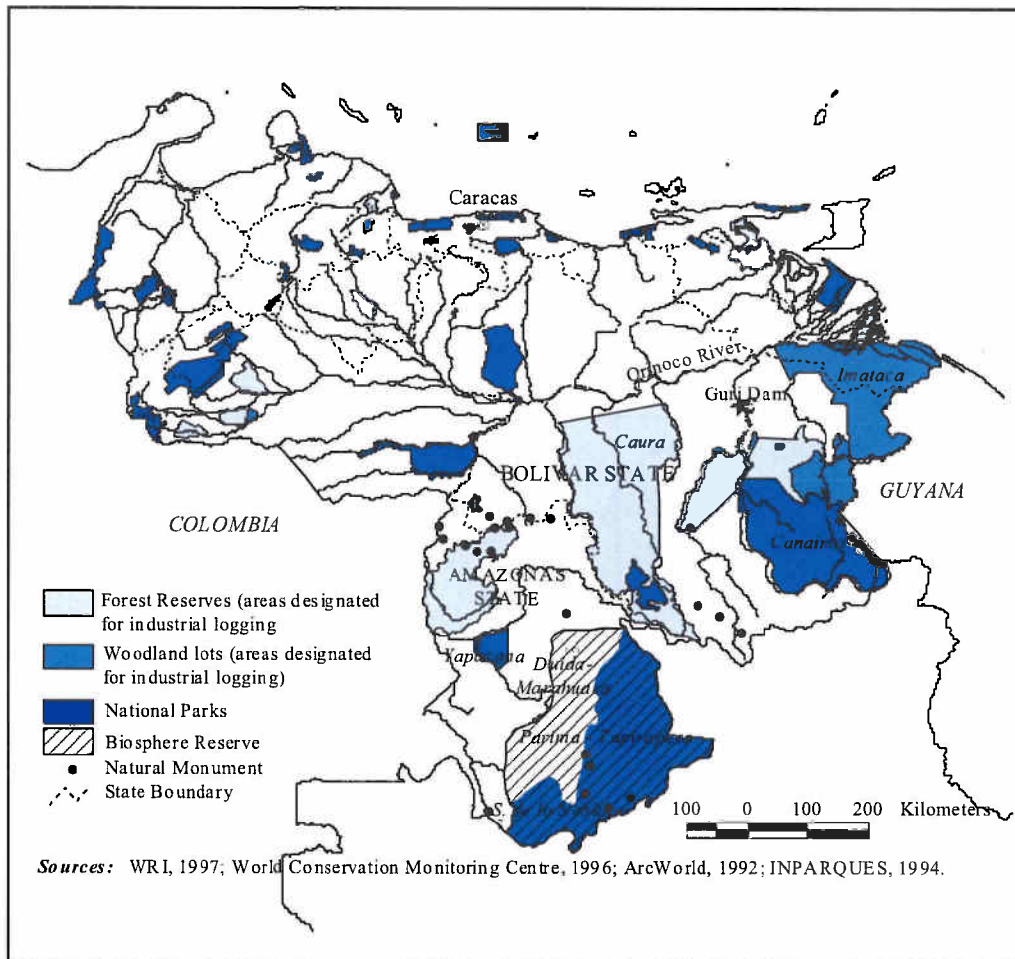 Caracas
Orinoco River
Imataca
Guri Dam
Caura
BOLIVAR STATE
GUYANA
COLOMBIA
Canaima
AMAZONAS
STATE
Forest Reserves (areas designated
for industrial logging
Woodland lots (areas designated
for industrial logging)
National Parks
Biosphere Reserve
Natural Monument
State Boundary
Yapacana
Duida-
Marahuaka
Parima - Tapirapeco
100 0 100 200 Kilometers
Sources: WRI, 1997; World Conservation Monitoring Centre, 1996; ArcWorld, 1992; INPARQUES, 1994.